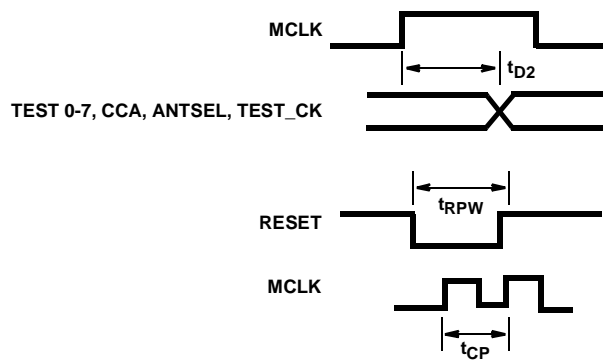 MCLK
tD2
TEST 0-7, CCA, ANTSEL, TEST_CK
tRPW
RESET
MCLK
tCP